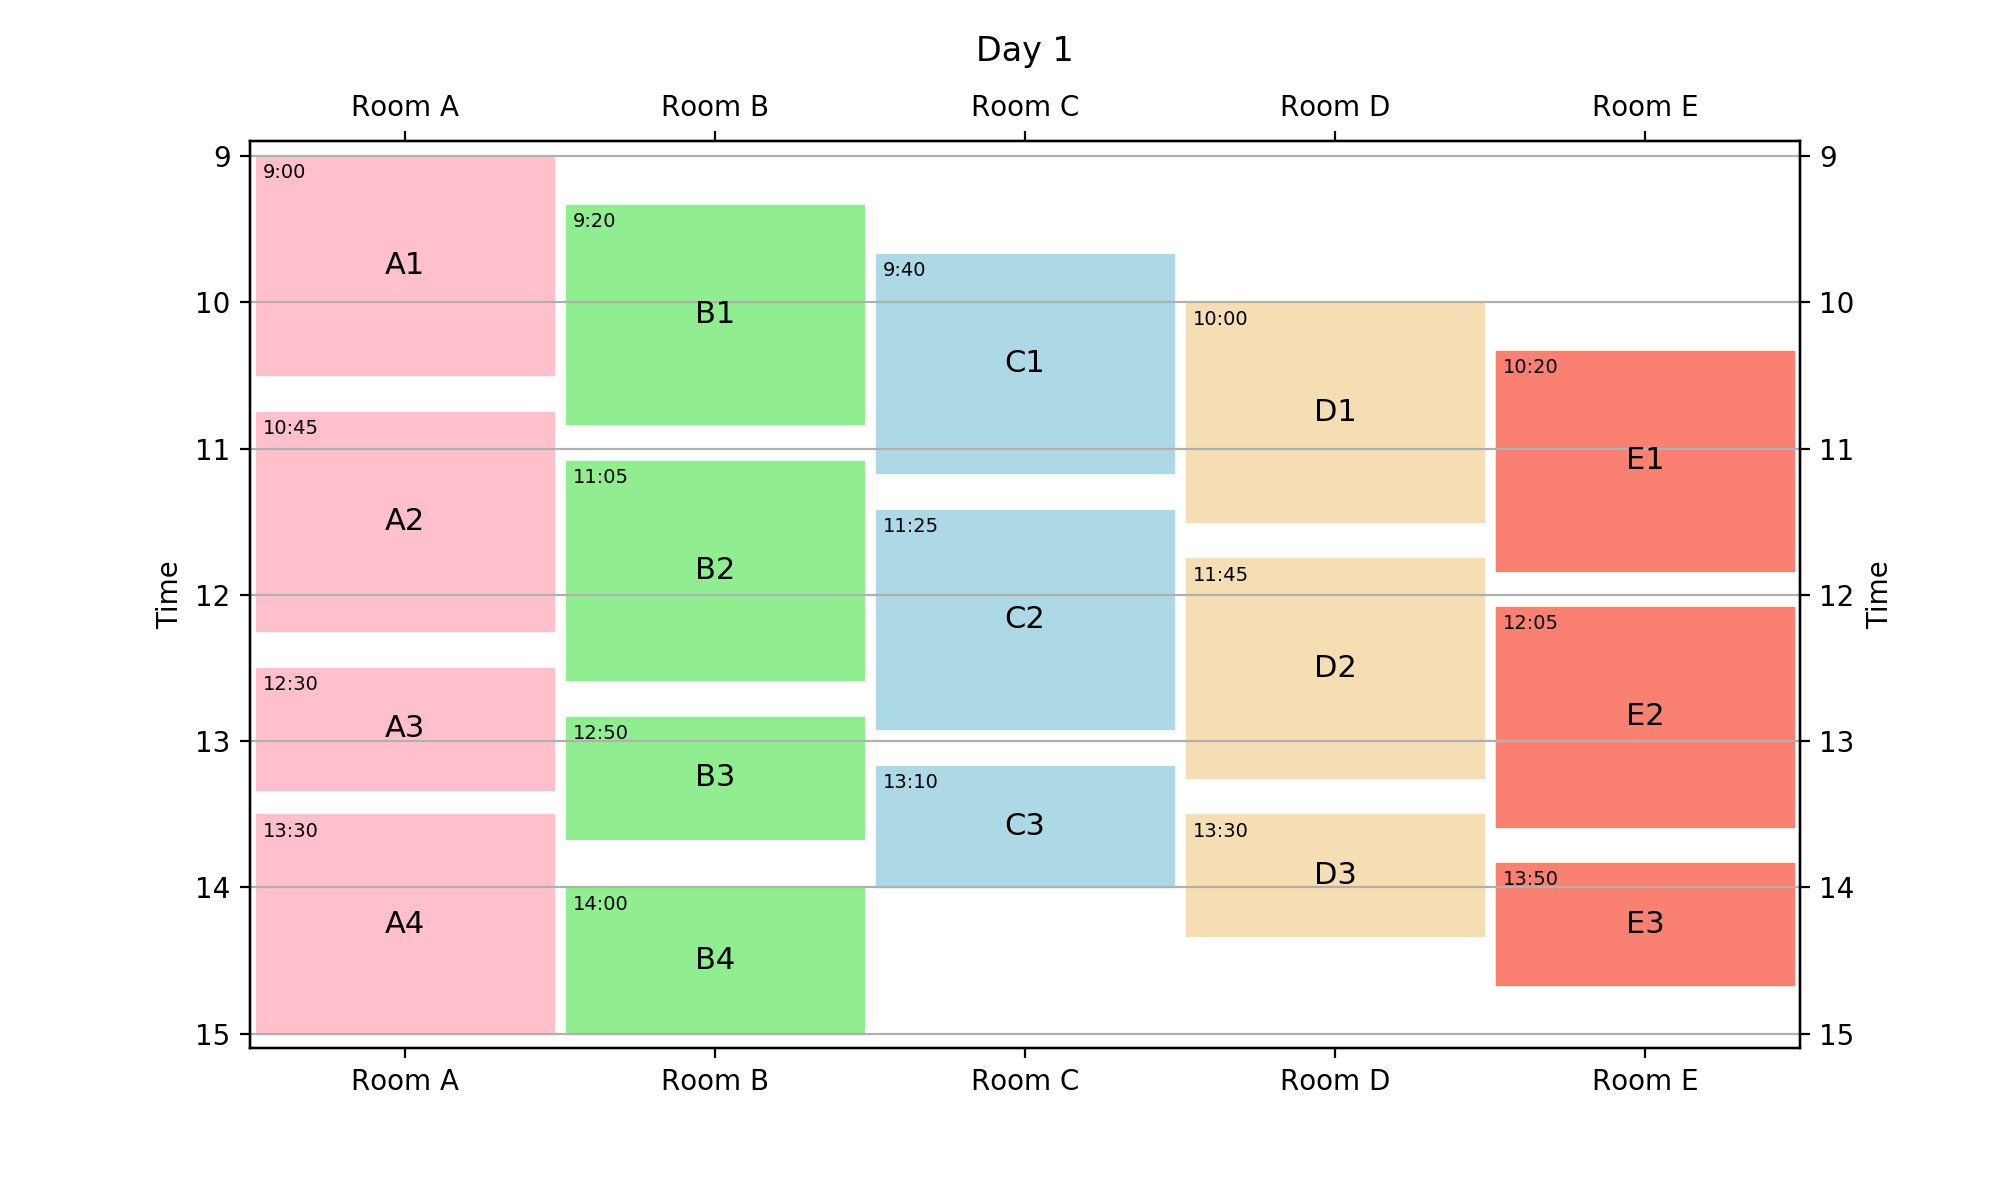 Day 1
Room A Room B Room C Room D Room E
9 9
9:00
9:20
A1
9:40
10 10
B1
10:00
C1
10:20
D1
10:45
11 11
E1
11:05
A2
11:25
B2
11:45
Time Time
12 12
C2
12:05
D2
12:30
E2
A3
12:50
13 13
B3
13:10
C3
13:30 13:30
D3
13:50
14 14
14:00
A4 E3
B4
15 15
Room A Room B Room C Room D Room E